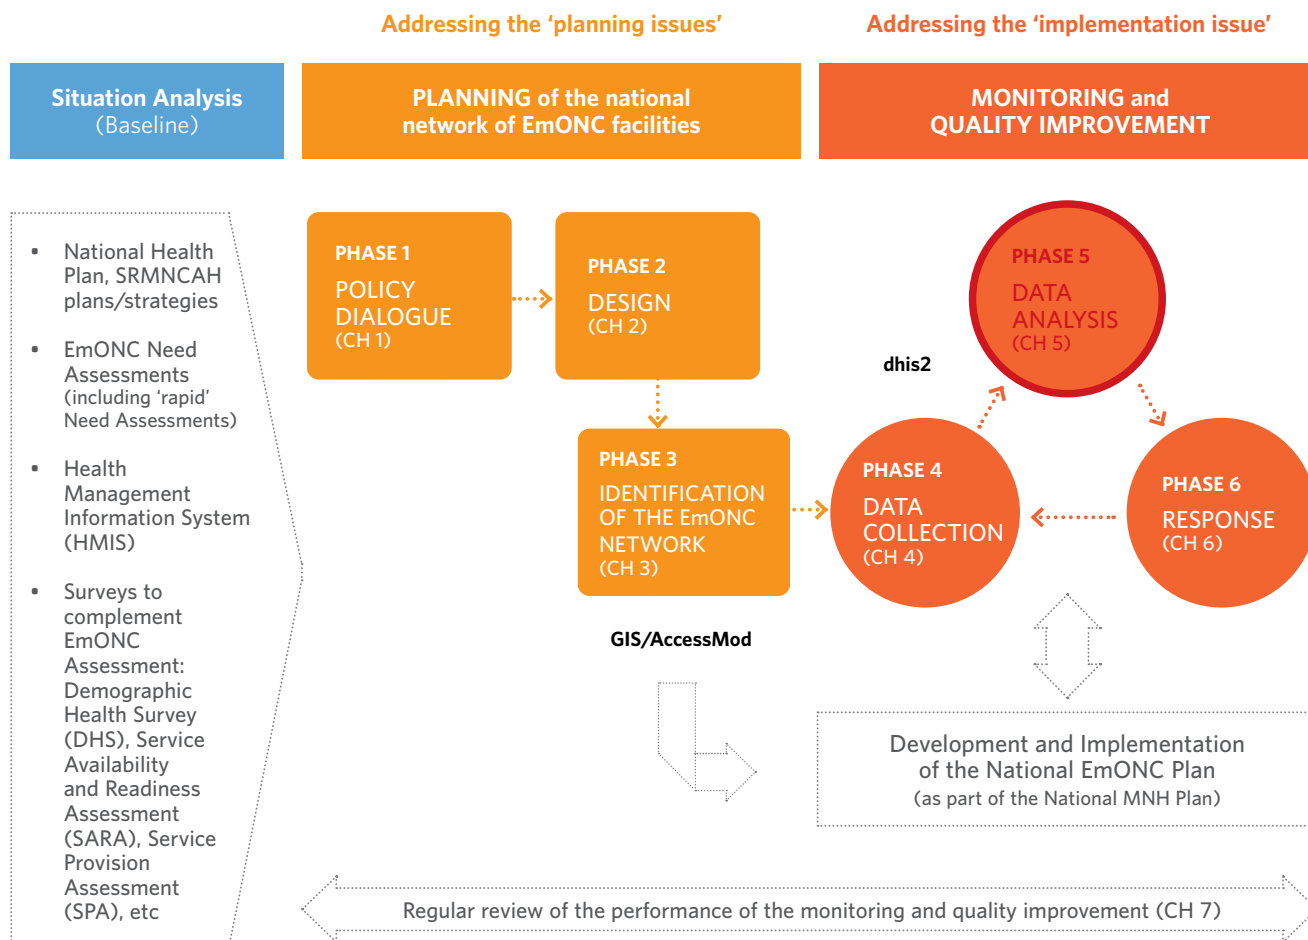 Addressing the ‘planning issues’
Addressing the ‘implementation issue’
Situation Analysis
(Baseline)
PLANNING of the national
network of EmONC facilities
MONITORING and
QUALITY IMPROVEMENT
▪ National Health
Plan, SRMNCAH
plans/strategies
▪ EmONC Need
Assessments
(including ‘rapid’
Need Assessments)
▪ Health
Management
Information System
(HMIS)
▪ Surveys to
complement
EmONC
Assessment:
Demographic
Health Survey
(DHS), Service
Availability
and Readiness
Assessment
(SARA), Service
Provision
Assessment
(SPA), etc
PHASE 1
POLICY
DIALOGUE
(CH 1)
PHASE 2
DESIGN
(CH 2)
PHASE 3
IDENTIFICATION
OF THE EmONC
NETWORK
(CH 3)
GIS/AccessMod
PHASE 4
DATA
COLLECTION
(CH 4)
dhis2
PHASE 5
DATA
ANALYSIS
(CH 5)
PHASE 6
RESPONSE
(CH 6)
Development and Implementation
of the National EmONC Plan
(as part of the National MNH Plan)
Regular review of the performance of the monitoring and quality improvement (CH 7)